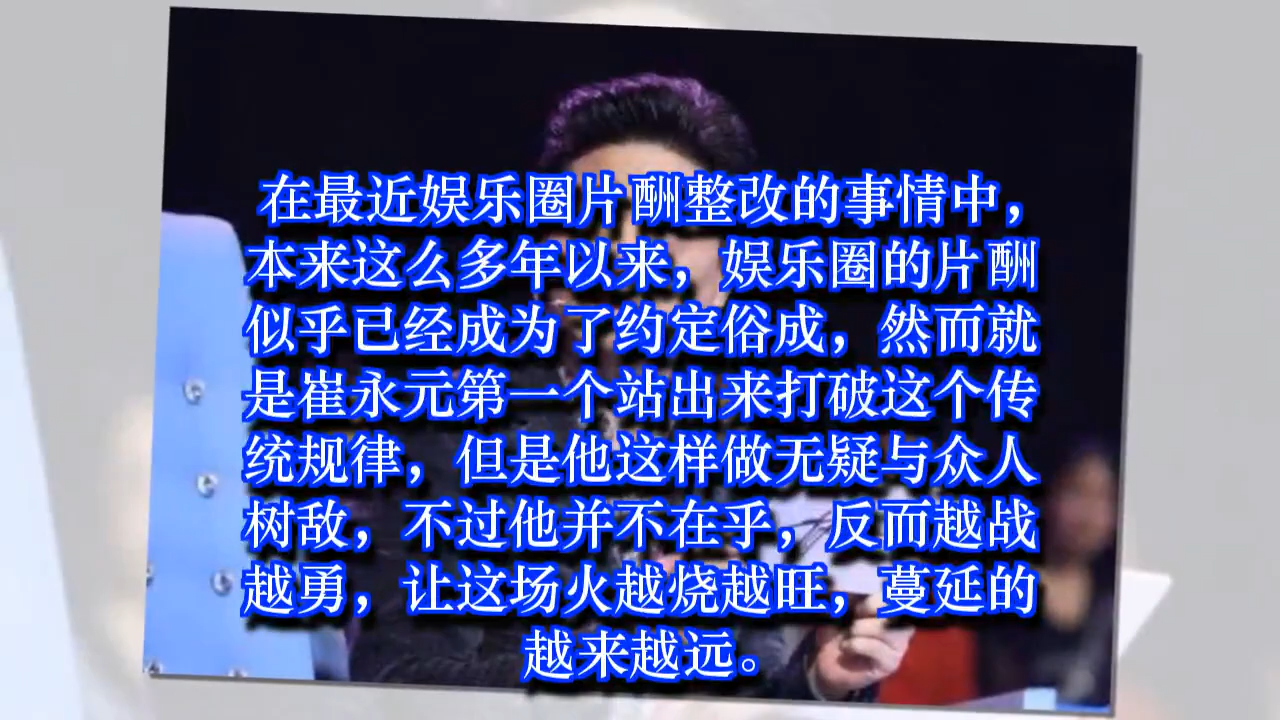 在最近娱乐圈片酬整改的事情中，
本来这么多年以来，娱乐圈的片酬
似乎已经成为了约定俗成，然而就
是崔永元第一个站出来打破这个传
统规律，但是他这样做无疑与众人
树敌，不过他并不在乎，反而越战
越勇，让这场火越烧越旺，蔓延的
越来越远。